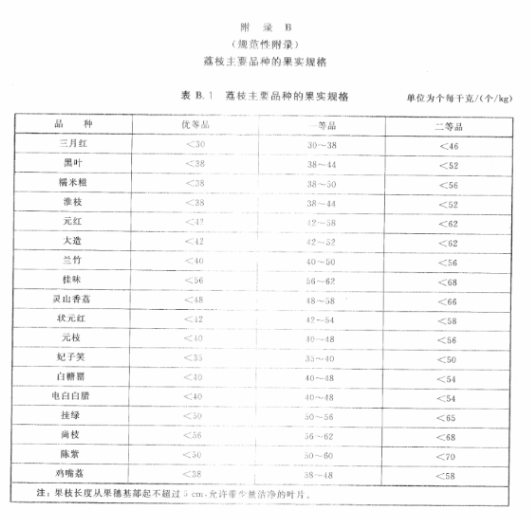 附 录 B
(规范性附录)
荔枝主要品种的果实规格
表 B.1 荔枝主要品种的果实规格 单位为个每千克/(个/kg)
品 种 优等品 一等品 二等品
三月红 <30 30~38 <46
黑叶 <38 38~44 <52
糯米糍 <38 38~50 <56
淮枝 <38 38~44 <52
元红 <42 42~58 <62
大造 <42 42~52 <62
兰竹 <40 40~50 <56
桂味 <56 56~62 <68
灵山香荔 <48 48~58 <66
状元红 <42 42~54 <58
元枝 <40 40~48 <56
妃子笑 <35 35~40 <50
白糖罂 <40 40~48 <54
电白白腊 <40 40~48 <54
挂绿 <50 50~56 <65
尚枝 <56 56~62 <68
陈紫 <50 50~60 <70
鸡嘴荔 <38 38~48 <58
注:果枝长度从果穗基部起不超过5 cm,允许带少量洁净的叶片。